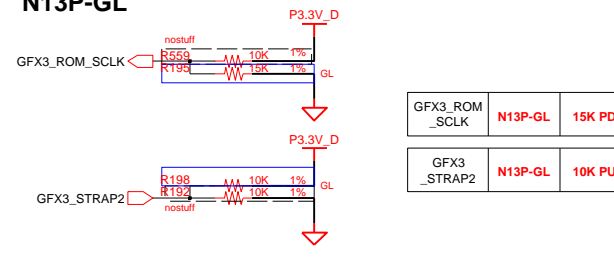 N13P-GL
P3.3V_D
nostuff
R559 10K 1%
GFX3_ROM_SCLK
R195 15K 1% GL
GFX3_ROM
_SCLK N13P-GL 15K PD
P3.3V_D
GFX3
_STRAP2 N13P-GL 10K PU
R198 10K 1% GL
R192 10K 1%
GFX3_STRAP2
nostuff